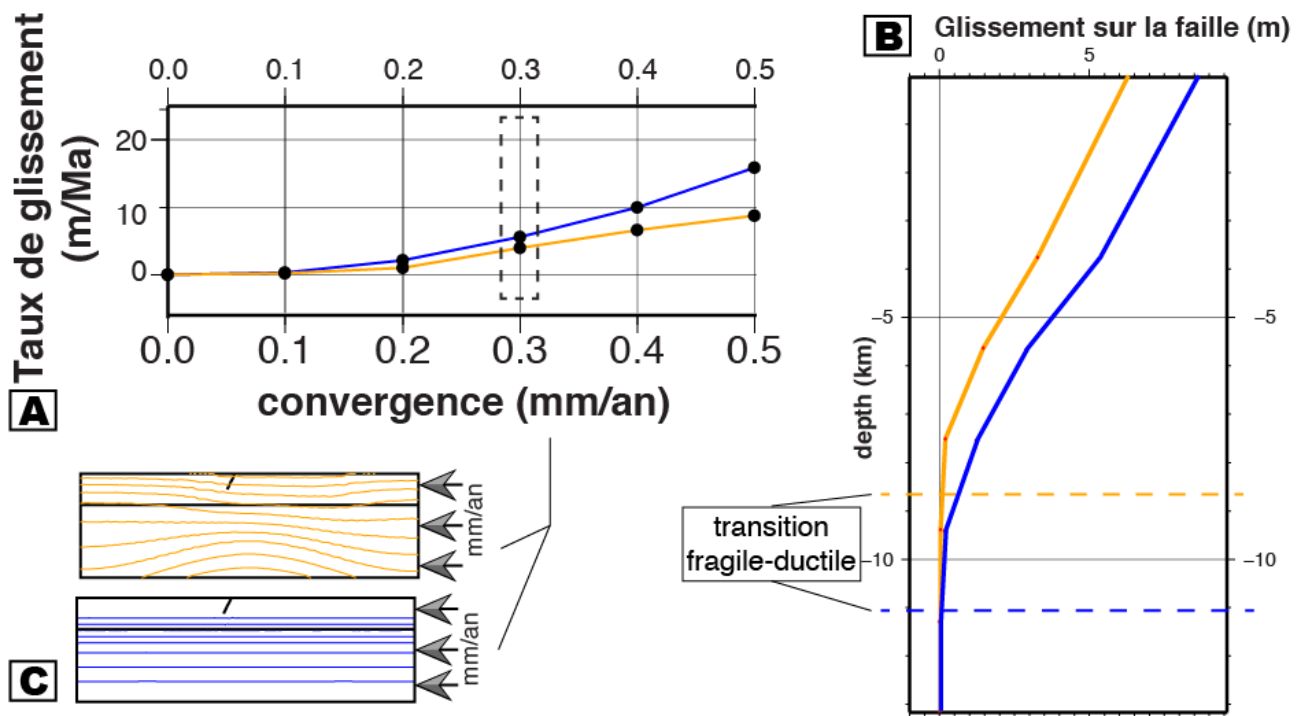 A
Taux de glissement
(m/Ma)
0.0 0.1 0.2 0.3 0.4 0.5
20
10
0
0.0 0.1 0.2 0.3 0.4 0.5
convergence (mm/an)
B
Glissement sur la faille (m)
0 5
depth (km)
−5 −5
−10 −10
transition
fragile-ductile
C
mm/an
mm/an